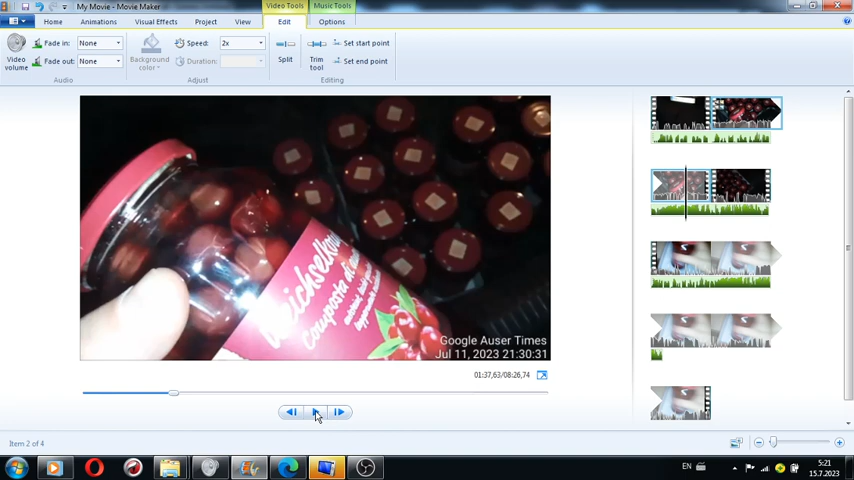 My Movie - Movie Maker
Video Tools
Music Tools
Home
Animations
Visual Effects
Project
View
Edit
Options
Video volume
Fade in:
None
Fade out:
None
Audio
Background color
Speed:
2x
Duration:
Adjust
Split
Trim tool
Set start point
Set end point
Editing
Composta di
Google Auser Times
Jul 11, 2023 21:30:31
01:37,63/08:26,74
Item 2 of 4
EN
5:21
15.7.2023